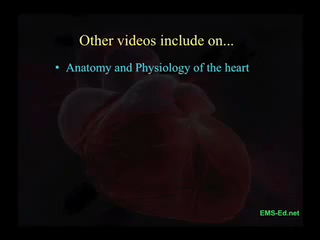 Other videos include on...
• Anatomy and Physiology of the heart
EMS-Ed.net